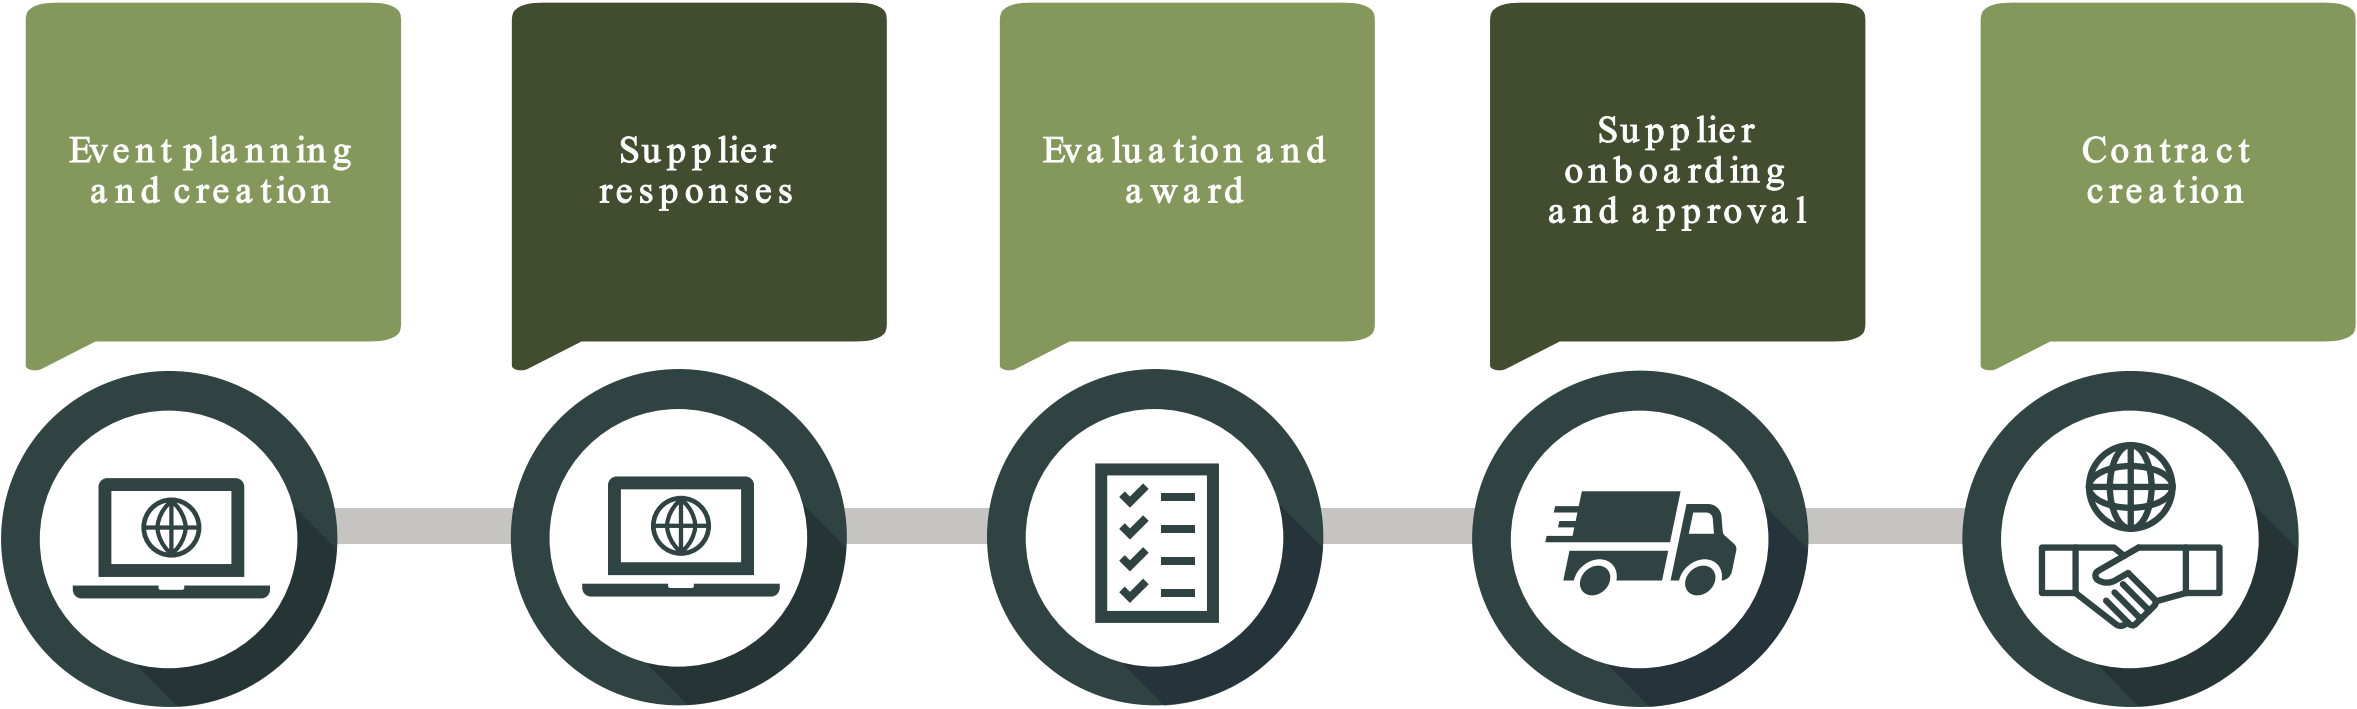 Event planning
and creation
Supplier
responses
Evaluation and
award
Supplier
onboarding
and approval
Contract
creation